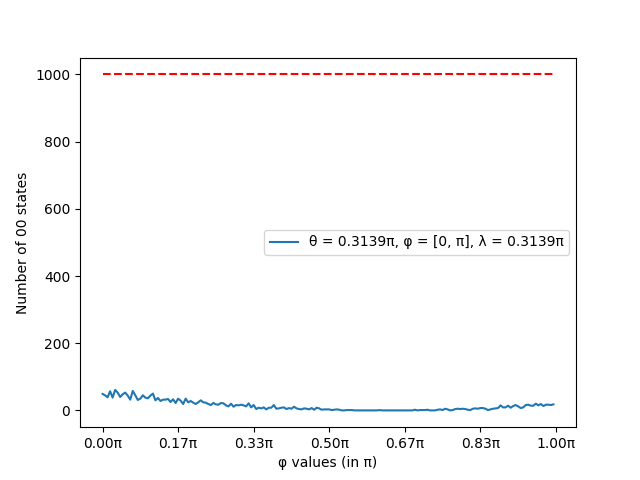 1000
800
600
400
200
0
Number of 00 states
θ = 0.3139π, φ = [0, π], λ = 0.3139π
0.00π 0.17π 0.33π 0.50π 0.67π 0.83π 1.00π
φ values (in π)